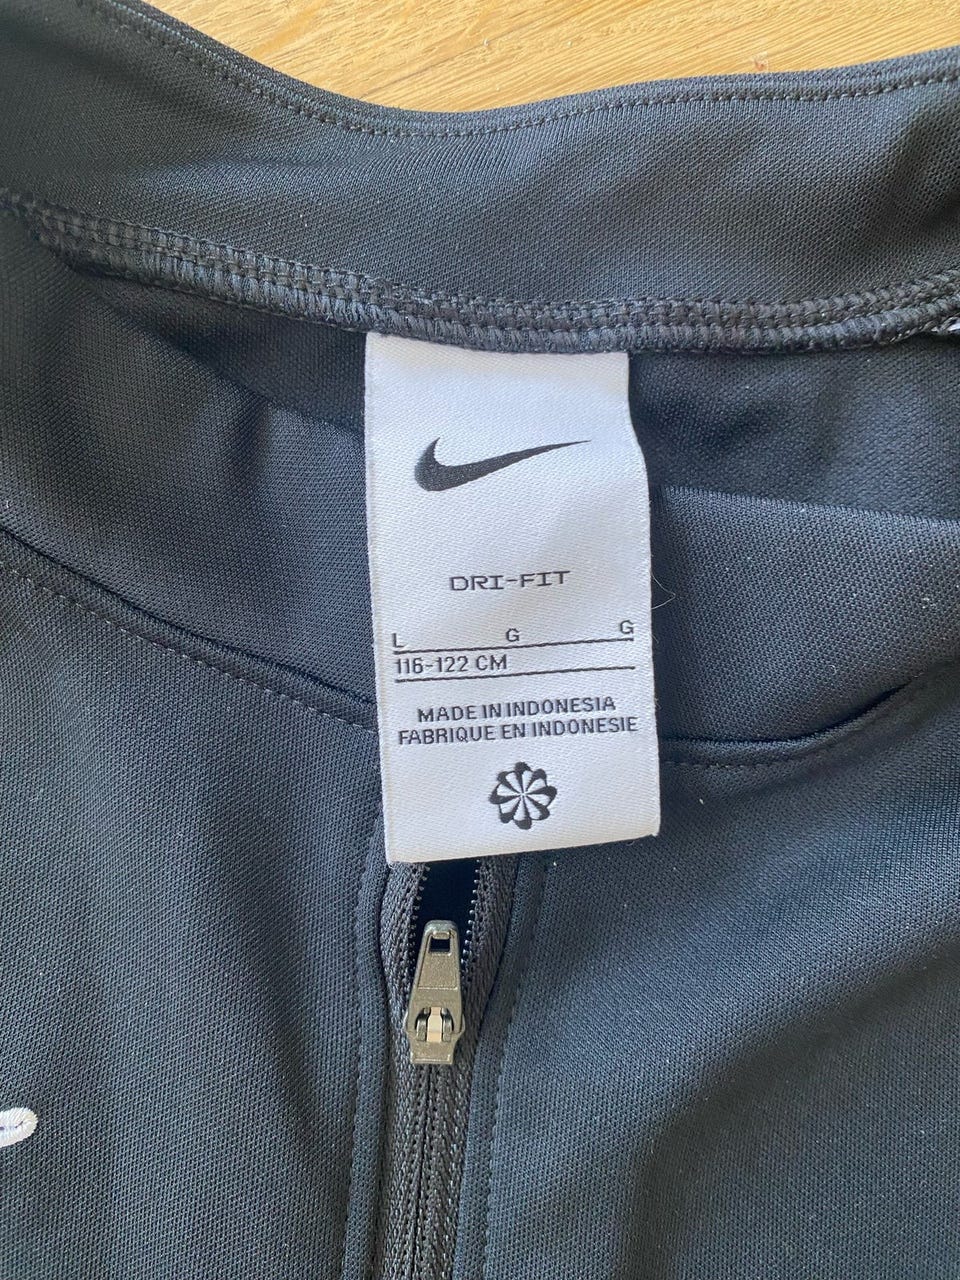 DRI-FIT
L G G
116-122 CM
MADE IN INDONESIA
FABRIQUE EN INDONESIE